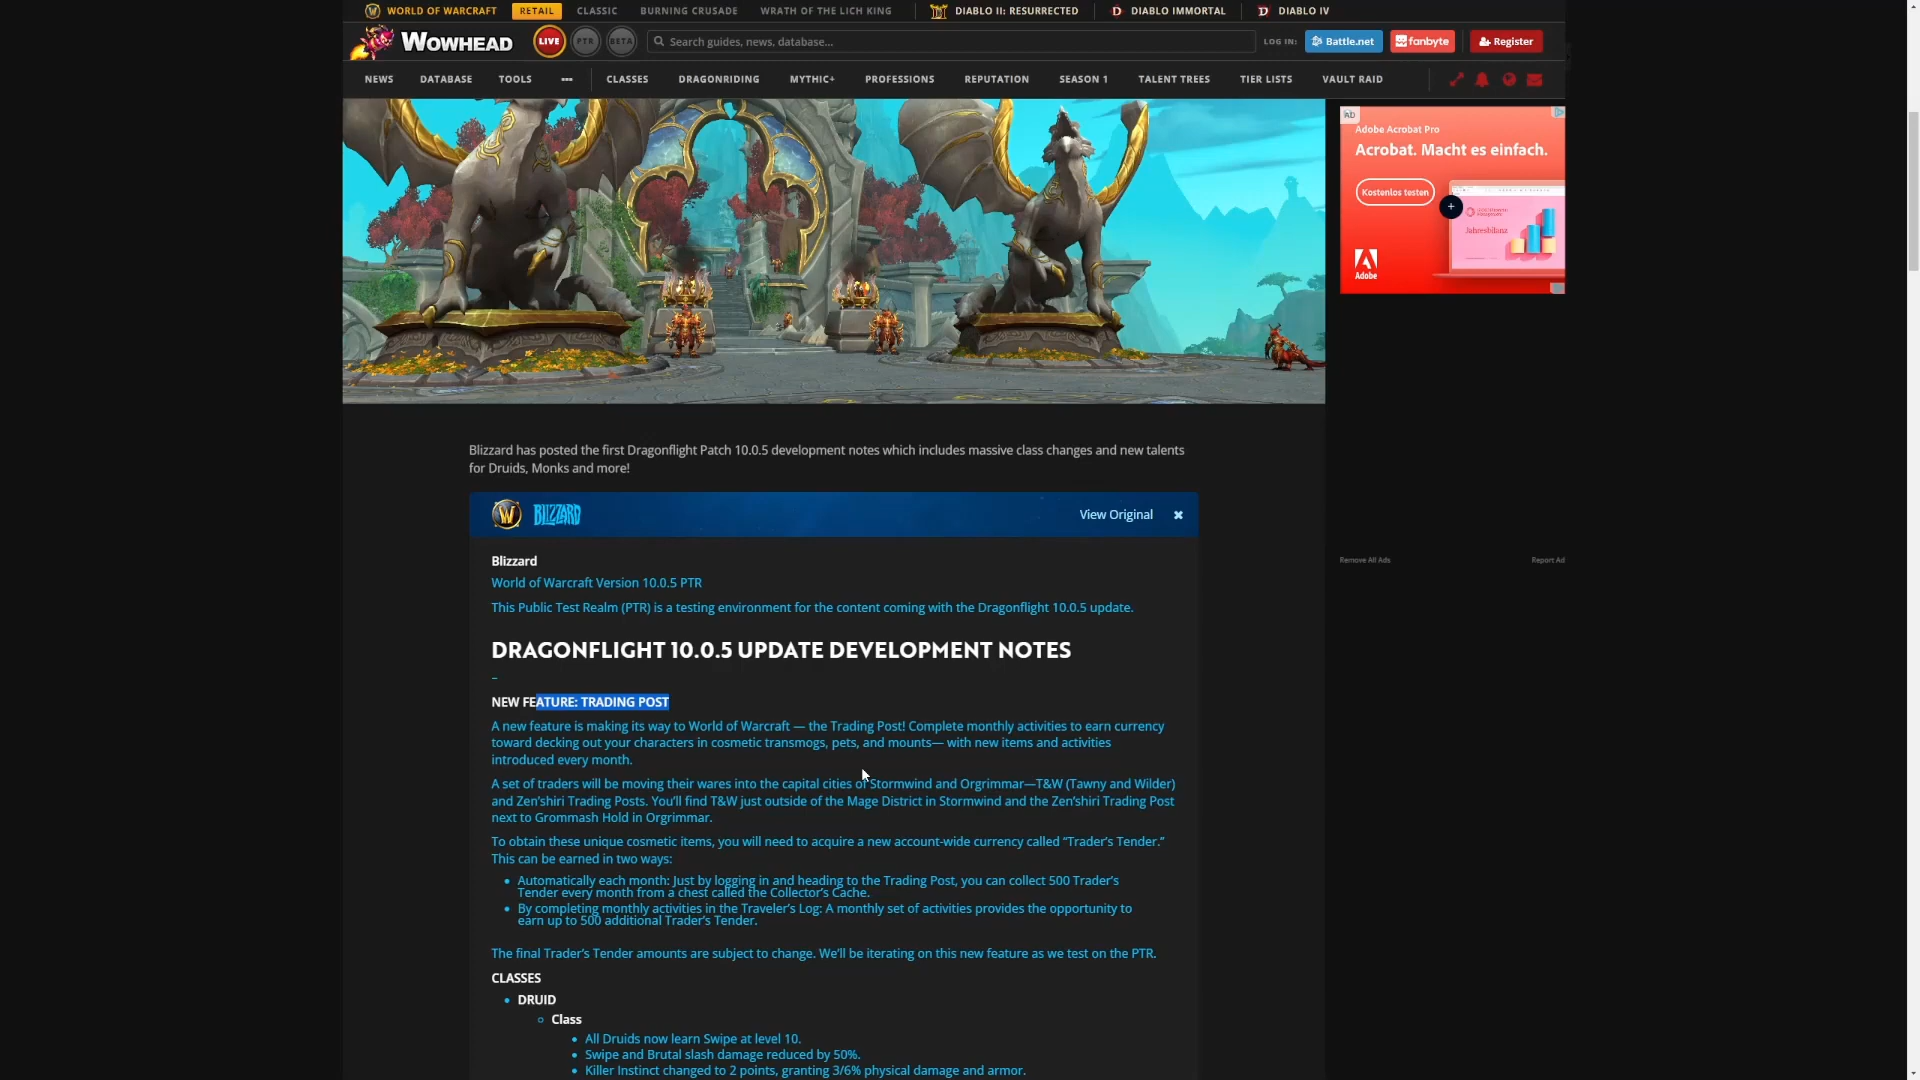 WORLD OF WARCRAFT RETAIL CLASSIC BURNING CRUSADE WRATH OF THE LICH KING DIABLO II: RESURRECTED DIABLO IMMORTAL DIABLO IV
WOWHEAD LIVE PTR BETA Search guides, news, database... LOG IN: Battle.net fanbyte Register
NEWS DATABASE TOOLS CLASSES DRAGONRIDING MYTHIC+ PROFESSIONS REPUTATION SEASON 1 TALENT TREES TIER LISTS VAULT RAID
AD
Adobe Acrobat Pro
Acrobat. Macht es einfach.
Kostenlos testen
Jahresbilanz
Adobe
Remove All Ads Report Ad
Blizzard has posted the first Dragonflight Patch 10.0.5 development notes which includes massive class changes and new talents
for Druids, Monks and more!
BLIZZARD View Original
Blizzard
World of Warcraft Version 10.0.5 PTR
This Public Test Realm (PTR) is a testing environment for the content coming with the Dragonflight 10.0.5 update.
DRAGONFLIGHT 10.0.5 UPDATE DEVELOPMENT NOTES
–
NEW FEATURE: TRADING POST
A new feature is making its way to World of Warcraft — the Trading Post! Complete monthly activities to earn currency
toward decking out your characters in cosmetic transmogs, pets, and mounts— with new items and activities
introduced every month.
A set of traders will be moving their wares into the capital cities of Stormwind and Orgrimmar—T&W (Tawny and Wilder)
and Zen'shiri Trading Posts. You'll find T&W just outside of the Mage District in Stormwind and the Zen'shiri Trading Post
next to Grommash Hold in Orgrimmar.
To obtain these unique cosmetic items, you will need to acquire a new account-wide currency called “Trader's Tender.”
This can be earned in two ways:
• Automatically each month: Just by logging in and heading to the Trading Post, you can collect 500 Trader's
Tender every month from a chest called the Collector's Cache.
• By completing monthly activities in the Traveler's Log: A monthly set of activities provides the opportunity to
earn up to 500 additional Trader's Tender.
The final Trader's Tender amounts are subject to change. We'll be iterating on this new feature as we test on the PTR.
CLASSES
• DRUID
○ Class
• All Druids now learn Swipe at level 10.
• Swipe and Brutal slash damage reduced by 50%.
• Killer Instinct changed to 2 points, granting 3/6% physical damage and armor.